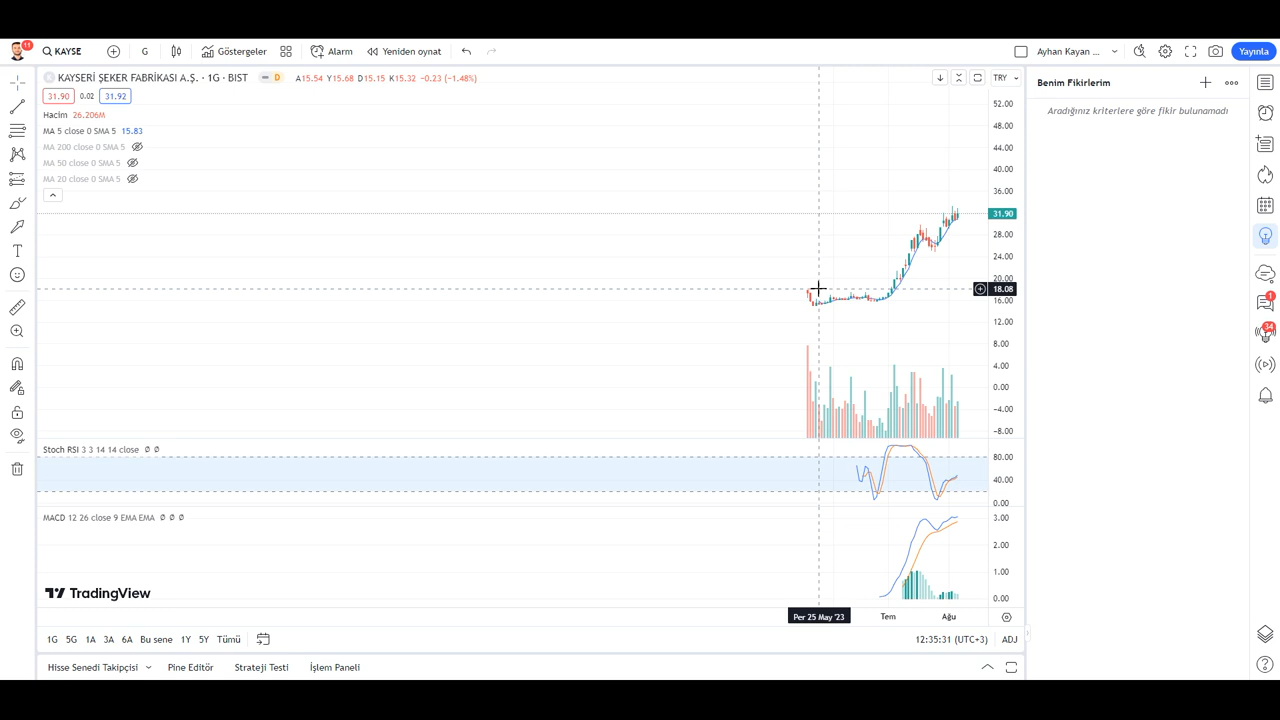 11
KAYSE
G
Göstergeler
Alarm
Yeniden oynat
Ayhan Kayan ...
Yayınla
KAYSERİ ŞEKER FABRİKASI A.Ş. · 1G · BIST
D
A15.54 Y15.68 D15.15 K15.32 −0.23 (−1.48%)
TRY
31.90
0.02
31.92
Hacim 26.206M
MA 5 close 0 SMA 5 15.83
MA 200 close 0 SMA 5
MA 50 close 0 SMA 5
MA 20 close 0 SMA 5
52.00
48.00
44.00
40.00
36.00
31.90
28.00
24.00
20.00
18.08
16.00
12.00
8.00
4.00
0.00
−4.00
−8.00
Stoch RSI 3 3 14 14 close ∅ ∅
80.00
40.00
0.00
MACD 12 26 close 9 EMA EMA ∅ ∅ ∅
3.00
2.00
1.00
0.00
TradingView
Per 25 May '23
Tem
Ağu
1G 5G 1A 3A 6A Bu sene 1Y 5Y Tümü
12:35:31 (UTC+3)
ADJ
Hisse Senedi Takipçisi
Pine Editör
Strateji Testi
İşlem Paneli
Benim Fikirlerim
Aradığınız kriterlere göre fikir bulunamadı
1
34